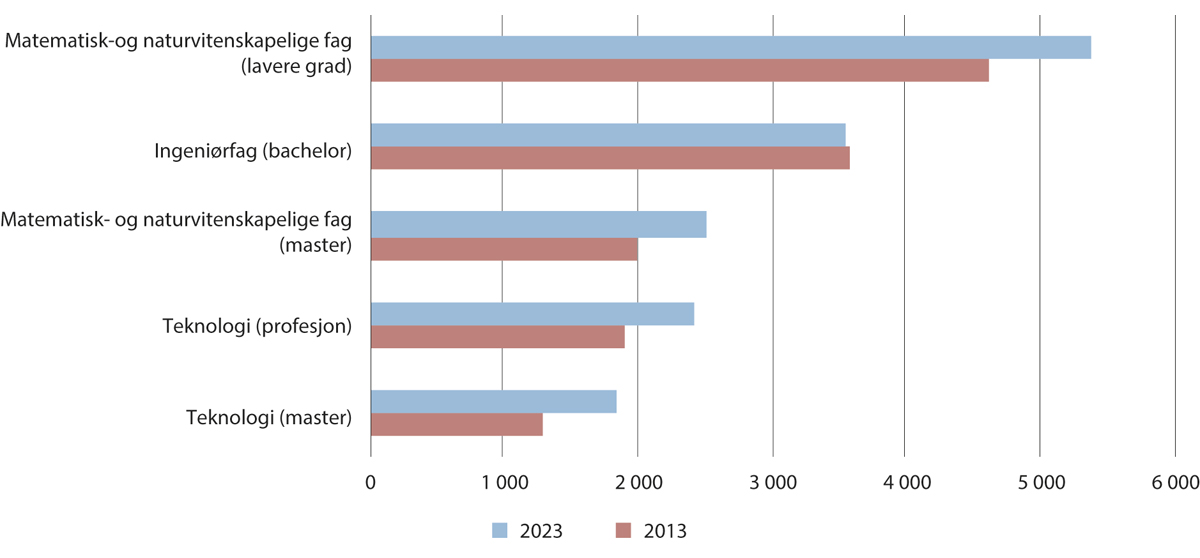 Matematisk-og naturvitenskapelige fag
(lavere grad)
Ingeniørfag (bachelor)
Matematisk- og naturvitenskapelige fag
(master)
Teknologi (profesjon)
Teknologi (master)
0 1 000 2 000 3 000 4 000 5 000 6 000
2023 2013